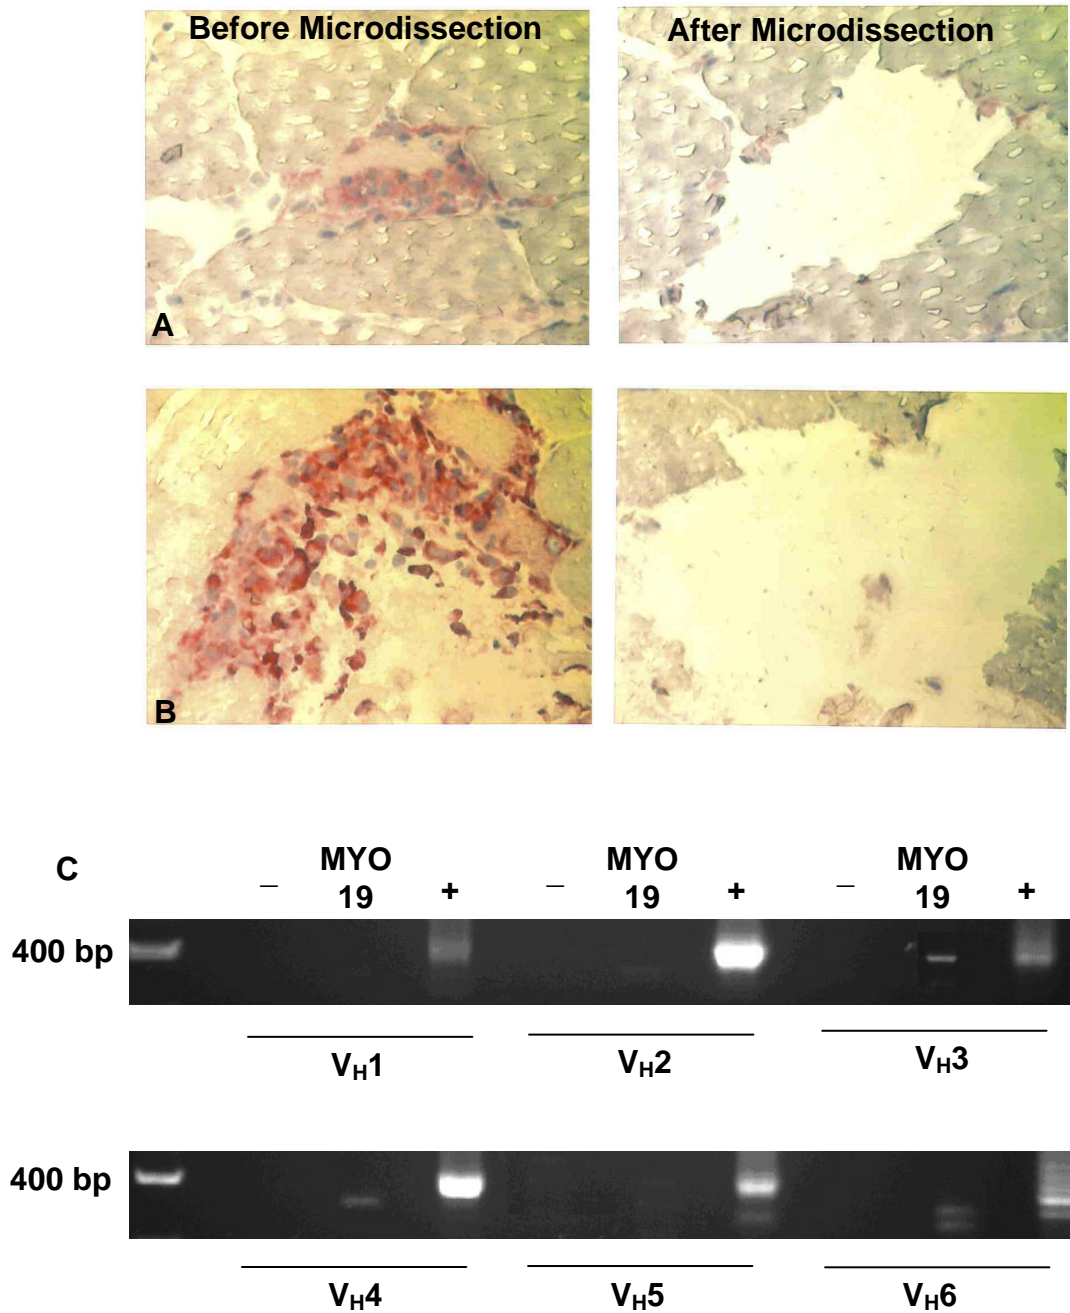 Before Microdissection After Microdissection
A
B
C
– MYO 19 + – MYO 19 + – MYO 19 +
400 bp
VH1 VH2 VH3
400 bp
VH4 VH5 VH6